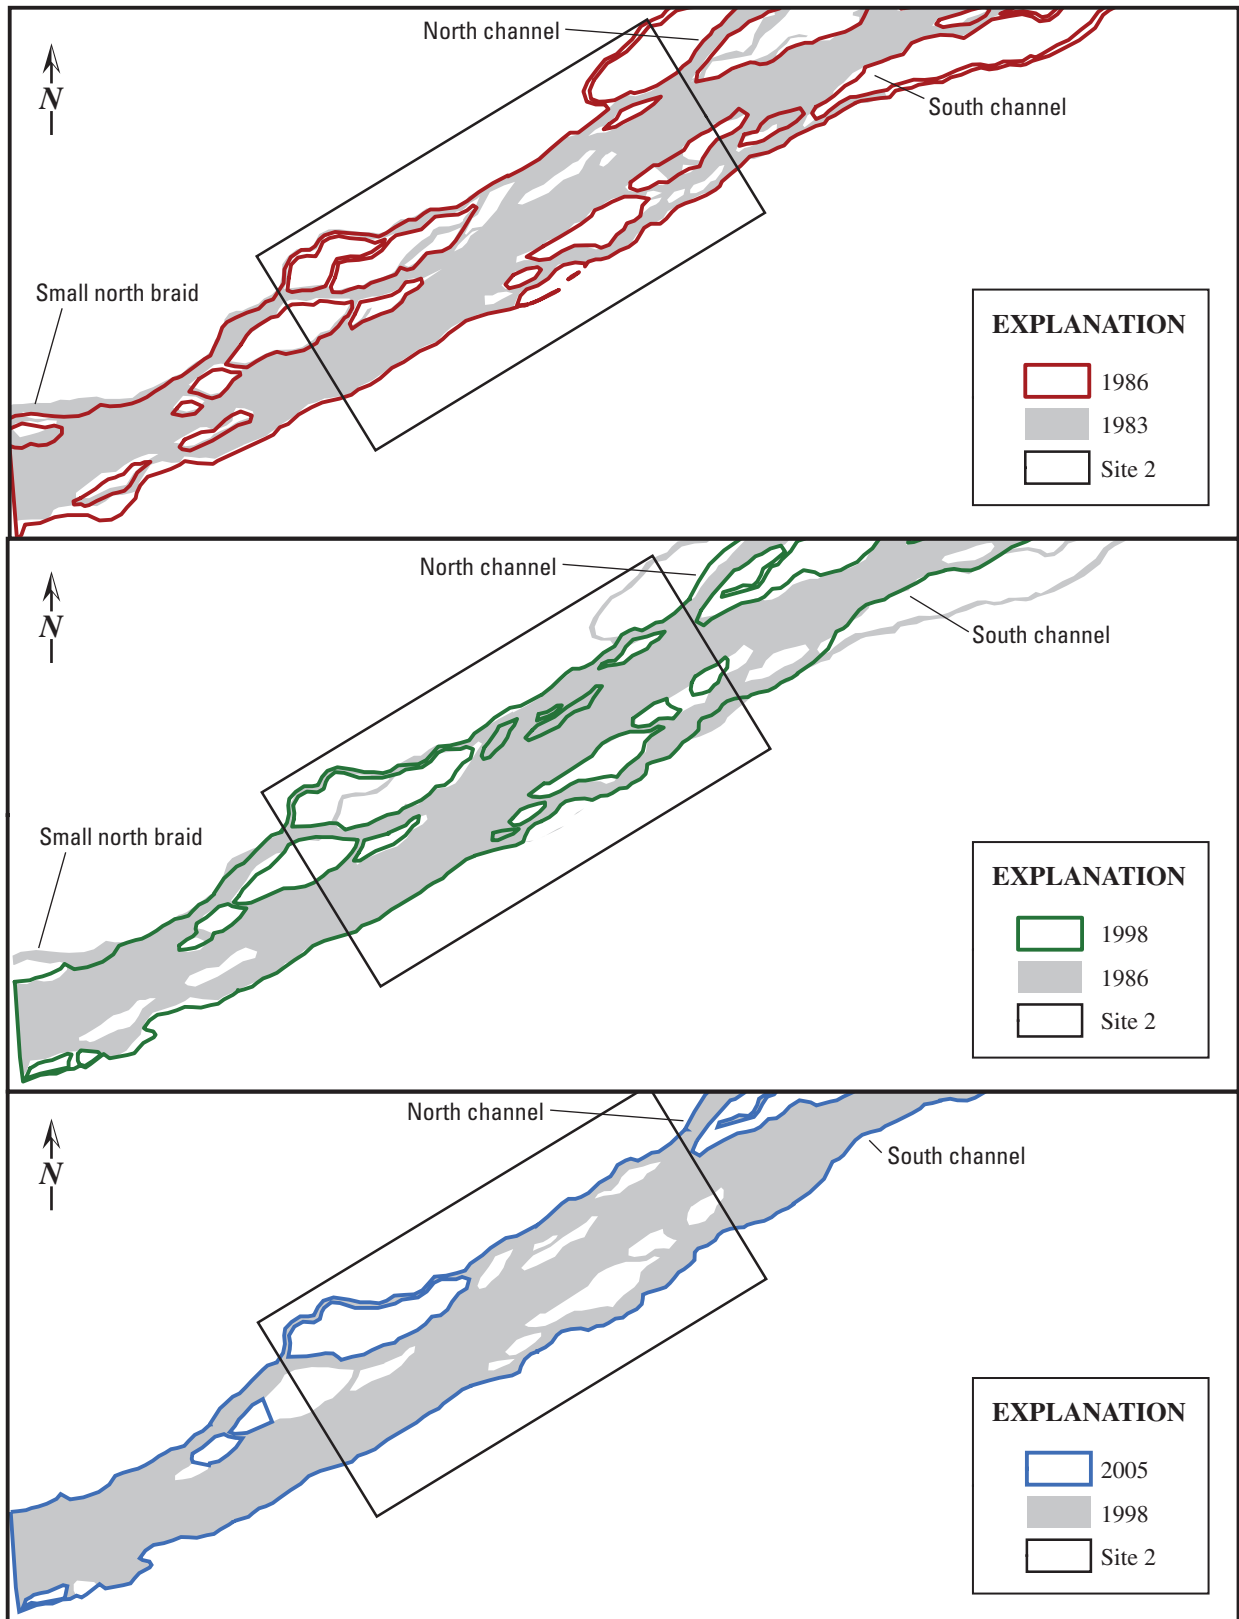 North channel
N
South channel
Small north braid
EXPLANATION
1986
1983
Site 2
North channel
N
South channel
Small north braid
EXPLANATION
1998
1986
Site 2
North channel
N
South channel
EXPLANATION
2005
1998
Site 2